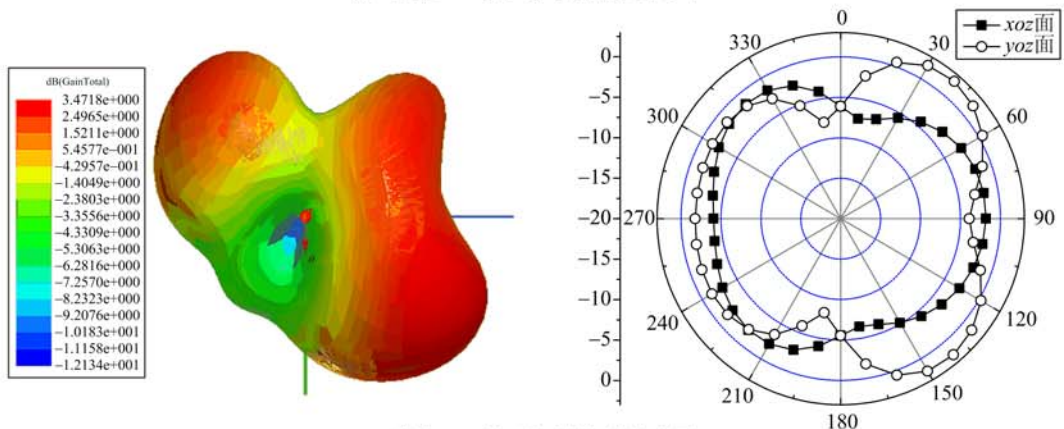 dB(GainTotal)
3.4718e+000
2.4965e+000
1.5211e+000
5.4577e−001
−4.2957e−001
−1.4049e+000
−2.3803e+000
−3.3556e+000
−4.3309e+000
−5.3063e+000
−6.2816e+000
−7.2570e+000
−8.2323e+000
−9.2076e+000
−1.0183e+001
−1.1158e+001
−1.2134e+001
0
−5
−10
−15
−20
−15
−10
−5
0
0
30
60
90
120
150
180
210
240
270
300
330
xoz面
yoz面